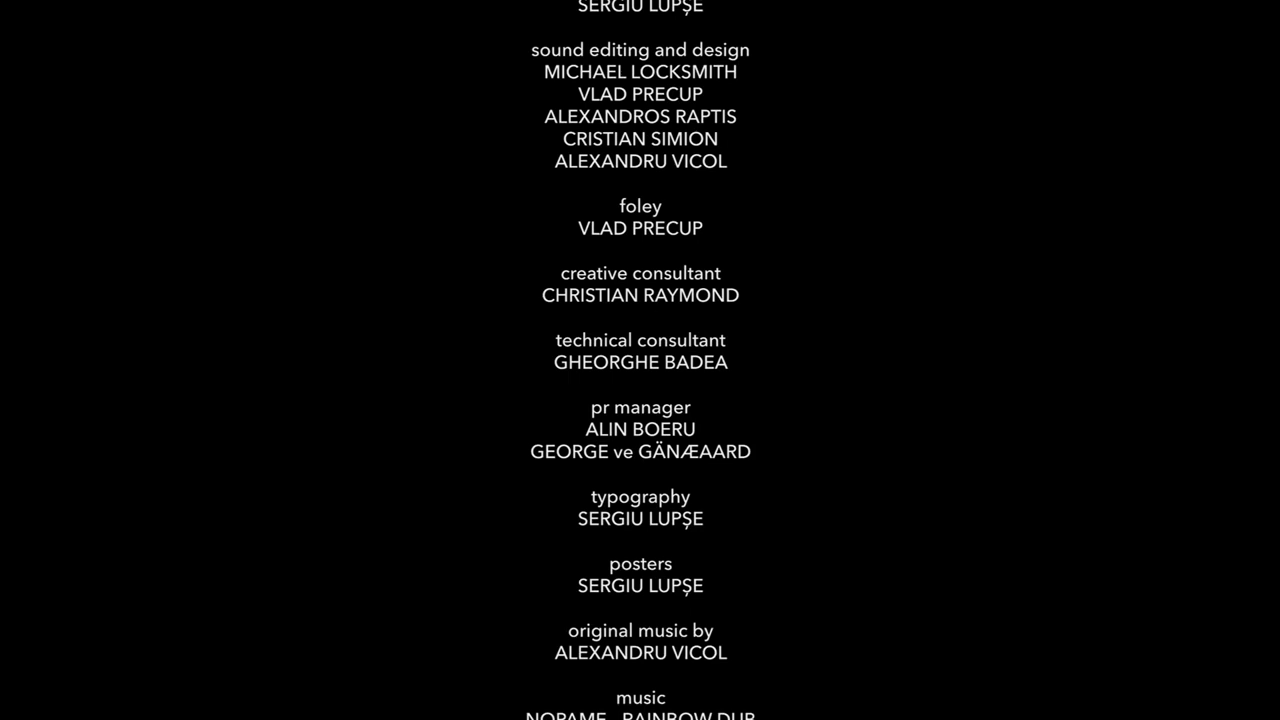 SERGIU LUPȘE
sound editing and design
MICHAEL LOCKSMITH
VLAD PRECUP
ALEXANDROS RAPTIS
CRISTIAN SIMION
ALEXANDRU VICOL
foley
VLAD PRECUP
creative consultant
CHRISTIAN RAYMOND
technical consultant
GHEORGHE BADEA
pr manager
ALIN BOERU
GEORGE ve GÄNÆAARD
typography
SERGIU LUPȘE
posters
SERGIU LUPȘE
original music by
ALEXANDRU VICOL
music
RAINBOW DUB